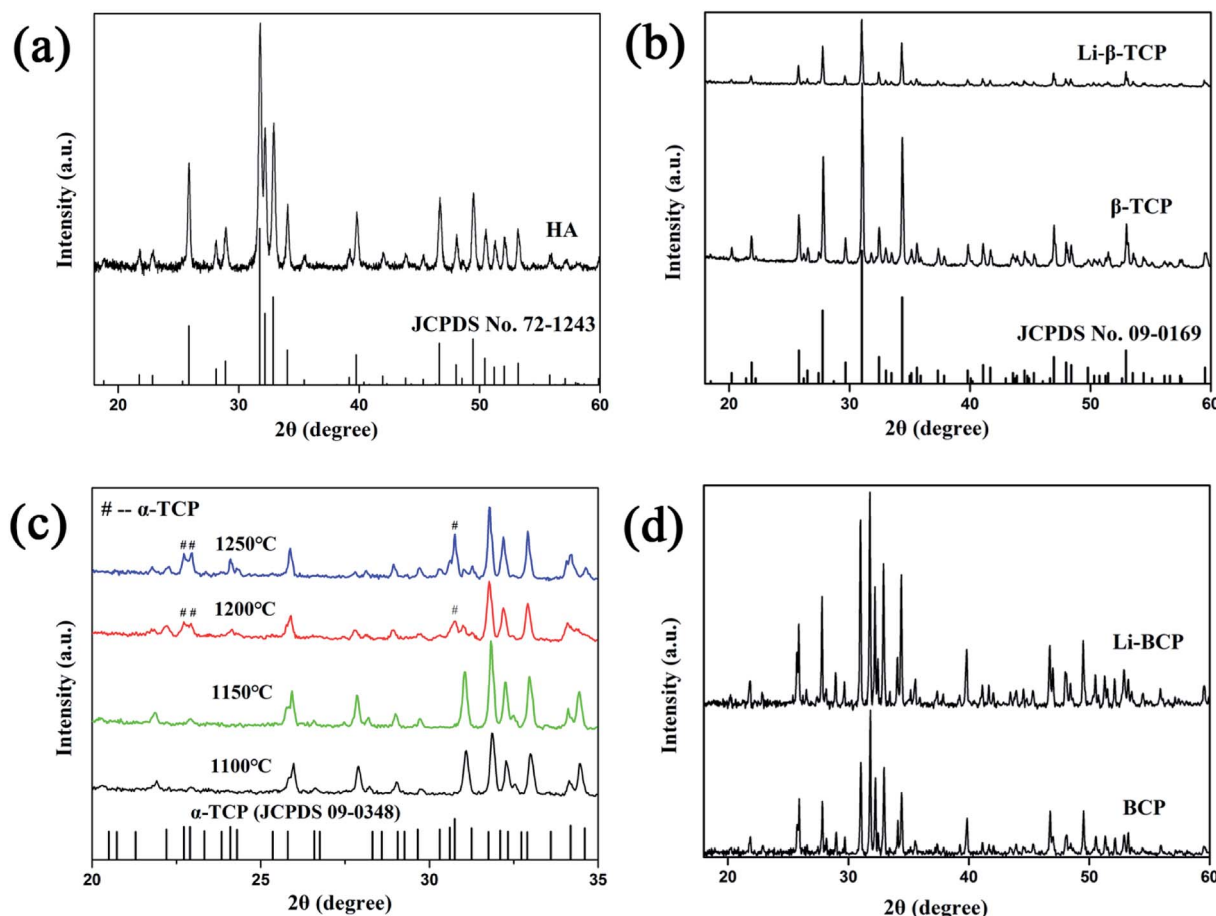 (a)
Intensity (a.u.)
HA
JCPDS No. 72-1243
20 30 40 50 60
2θ (degree)
(b)
Intensity (a.u.)
Li-β-TCP
β-TCP
JCPDS No. 09-0169
20 30 40 50 60
2θ (degree)
(c)
Intensity (a.u.)
# -- α-TCP
# # 1250℃ #
# # 1200℃ #
1150℃
1100℃
α-TCP (JCPDS 09-0348)
20 25 30 35
2θ (degree)
(d)
Intensity (a.u.)
Li-BCP
BCP
20 30 40 50 60
2θ (degree)